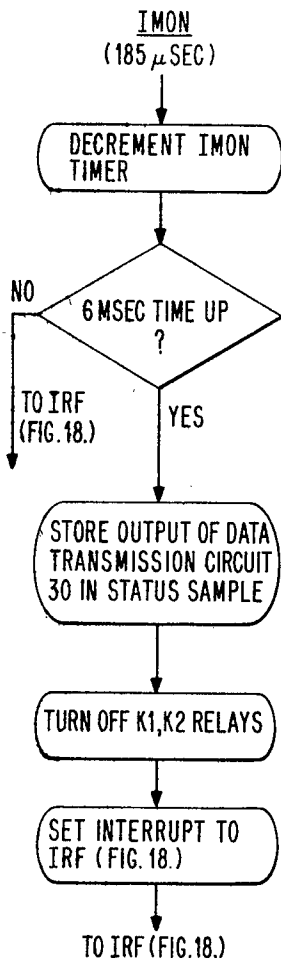 IMON
(185 μSEC)
DECREMENT IMON
TIMER
6 MSEC TIME UP
?
NO
TO IRF
(FIG.18.)
YES
STORE OUTPUT OF DATA
TRANSMISSION CIRCUIT
30 IN STATUS SAMPLE
TURN OFF K1,K2 RELAYS
SET INTERRUPT TO
IRF (FIG.18.)
TO IRF(FIG.18.)